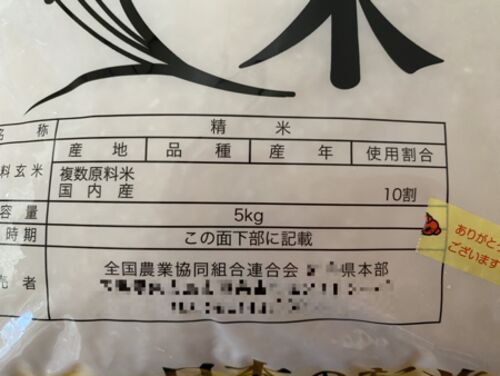 米
名 称 精 米
産 地 品 種 産 年 使用割合
料玄米 複数原料米
国内産 10割
容量 5kg
時期 この面下部に記載
売者 全国農業協同組合連合会 県本部
ありがと
ございます